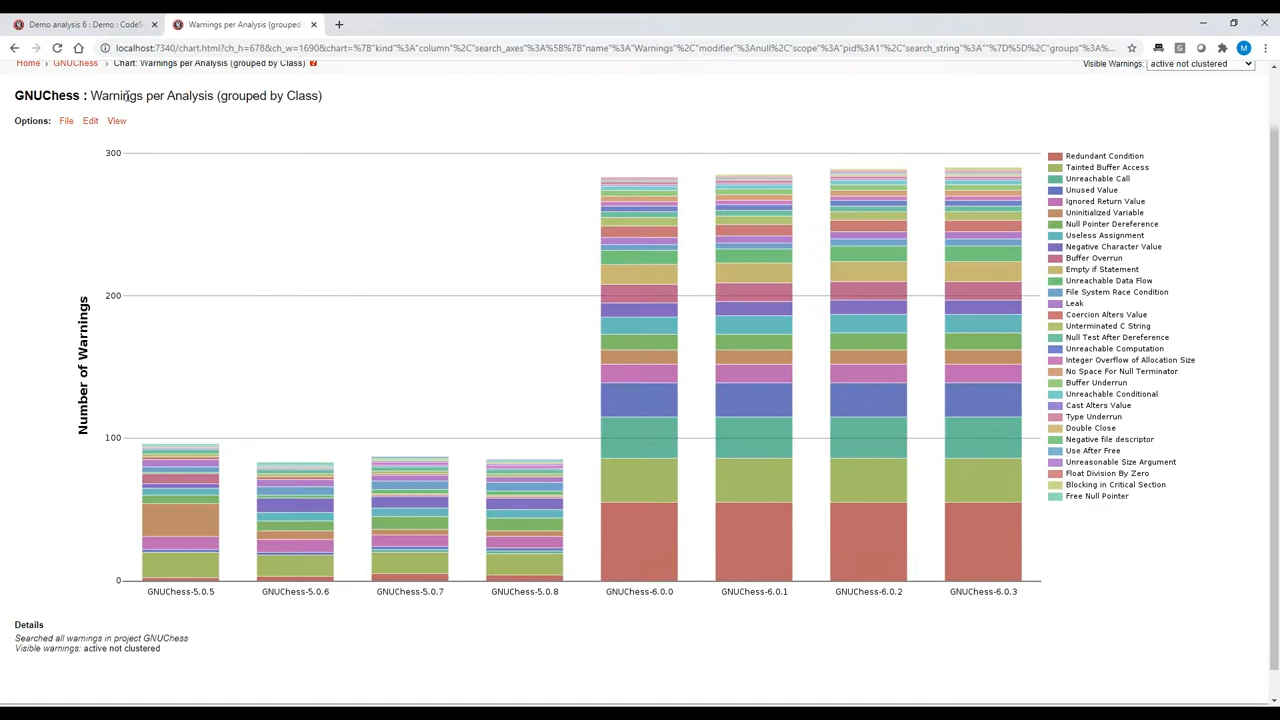 Demo analysis 6 : Demo : CodeS
Warnings per Analysis (grouped
localhost:7340/chart.html?ch_h=678&ch_w=1690&chart=%7B"kind"%3A"column"%2C"search_axes"%3A%5B%7B"name"%3A"Warnings"%2C"modifier"%3Anull%2C"scope"%3A"pid%3A1"%2C"search_string"%3A""%7D%5D%2C"groups"%3A%...
M
Home › GNUChess › Chart: Warnings per Analysis (grouped by Class) ?
Visible Warnings: active not clustered
GNUChess : Warnings per Analysis (grouped by Class)
Options: File Edit View
300
200
100
0
Number of Warnings
GNUChess-5.0.5
GNUChess-5.0.6
GNUChess-5.0.7
GNUChess-5.0.8
GNUChess-6.0.0
GNUChess-6.0.1
GNUChess-6.0.2
GNUChess-6.0.3
Redundant Condition
Tainted Buffer Access
Unreachable Call
Unused Value
Ignored Return Value
Uninitialized Variable
Null Pointer Dereference
Useless Assignment
Negative Character Value
Buffer Overrun
Empty if Statement
Unreachable Data Flow
File System Race Condition
Leak
Coercion Alters Value
Unterminated C String
Null Test After Dereference
Unreachable Computation
Integer Overflow of Allocation Size
No Space For Null Terminator
Buffer Underrun
Unreachable Conditional
Cast Alters Value
Type Underrun
Double Close
Negative file descriptor
Use After Free
Unreasonable Size Argument
Float Division By Zero
Blocking in Critical Section
Free Null Pointer
Details
Searched all warnings in project GNUChess
Visible warnings: active not clustered